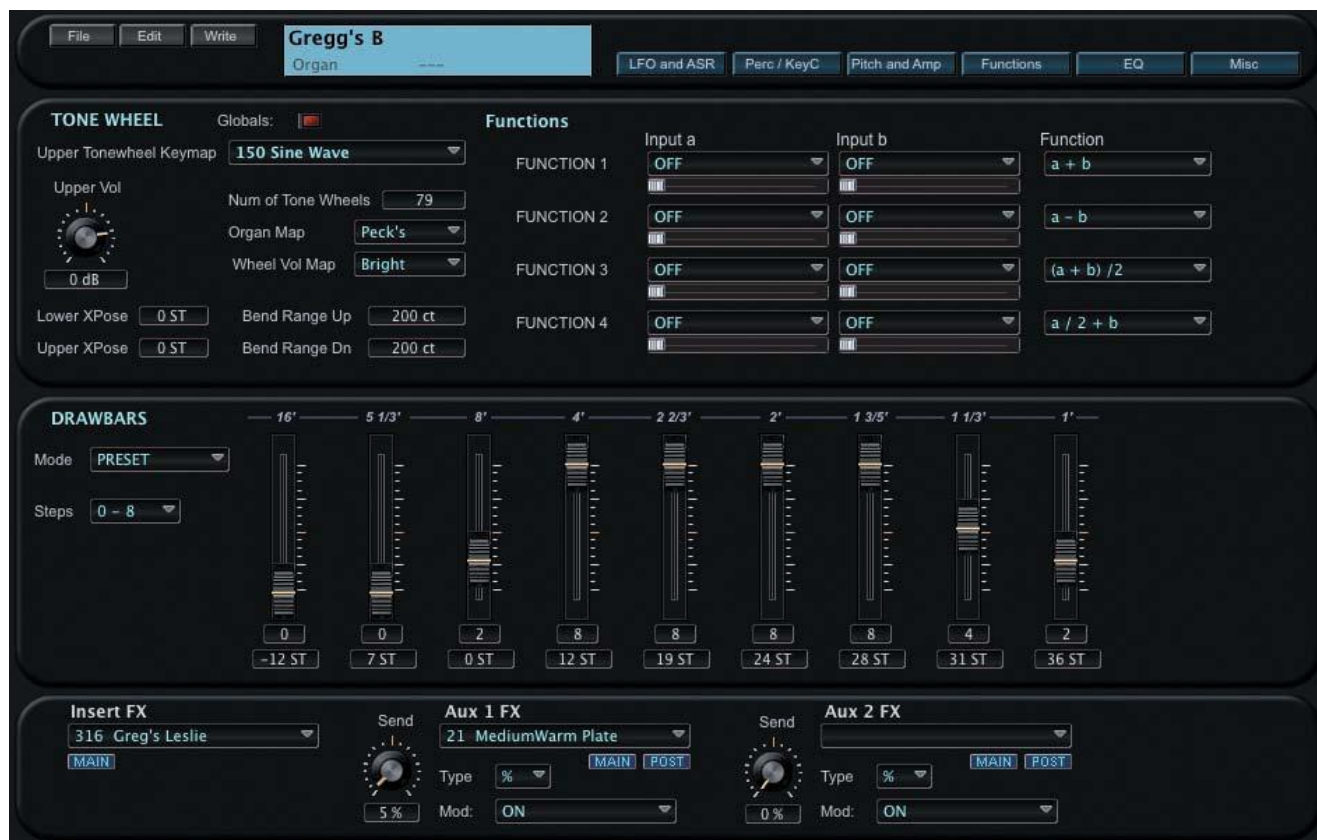 File Edit Write
Gregg's B
Organ ---
LFO and ASR Perc / KeyC Pitch and Amp Functions EQ Misc
TONE WHEEL Globals:
Upper Tonewheel Keymap 150 Sine Wave
Upper Vol
0 dB
Num of Tone Wheels 79
Organ Map Peck's
Wheel Vol Map Bright
Lower XPose 0 ST Bend Range Up 200 ct
Upper XPose 0 ST Bend Range Dn 200 ct
Functions
Input a Input b Function
FUNCTION 1 OFF OFF a + b
FUNCTION 2 OFF OFF a - b
FUNCTION 3 OFF OFF (a + b) /2
FUNCTION 4 OFF OFF a / 2 + b
DRAWBARS
Mode PRESET
Steps 0 - 8
16' 5 1/3' 8' 4' 2 2/3' 2' 1 3/5' 1 1/3' 1'
0 0 2 8 8 8 8 4 2
-12 ST 7 ST 0 ST 12 ST 19 ST 24 ST 28 ST 31 ST 36 ST
Insert FX
316 Greg's Leslie
MAIN
Send
5 %
Aux 1 FX
21 MediumWarm Plate
MAIN POST
Type %
Mod: ON
Send
0 %
Aux 2 FX
MAIN POST
Type %
Mod: ON